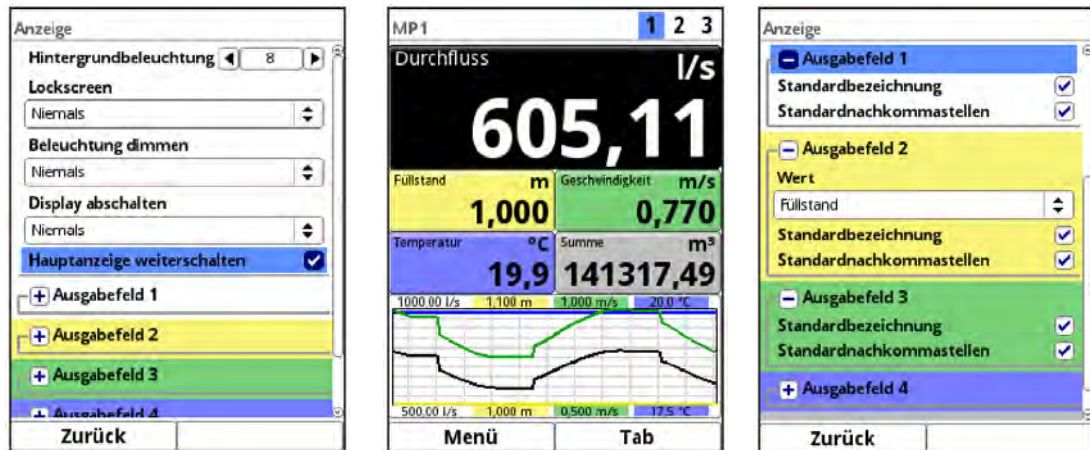 Anzeige
Hintergrundbeleuchtung 8
Lockscreen
Niemals
Beleuchtung dimmen
Niemals
Display abschalten
Niemals
Hauptanzeige weiterschalten
Ausgabefeld 1
Ausgabefeld 2
Ausgabefeld 3
Ausgabefeld 4
Zurück
MP1 1 2 3
Durchfluss l/s
605,11
Füllstand m Geschwindigkeit m/s
1,000 0,770
Temperatur °C Summe m³
19,9 141317,49
1000,00 l/s 1,100 m 1,000 m/s 20,0 °C
500,00 l/s 1,000 m 0,500 m/s 17,5 °C
Menü Tab
Anzeige
Ausgabefeld 1
Standardbezeichnung
Standardnachkommastellen
Ausgabefeld 2
Wert
Füllstand
Standardbezeichnung
Standardnachkommastellen
Ausgabefeld 3
Standardbezeichnung
Standardnachkommastellen
Ausgabefeld 4
Zurück